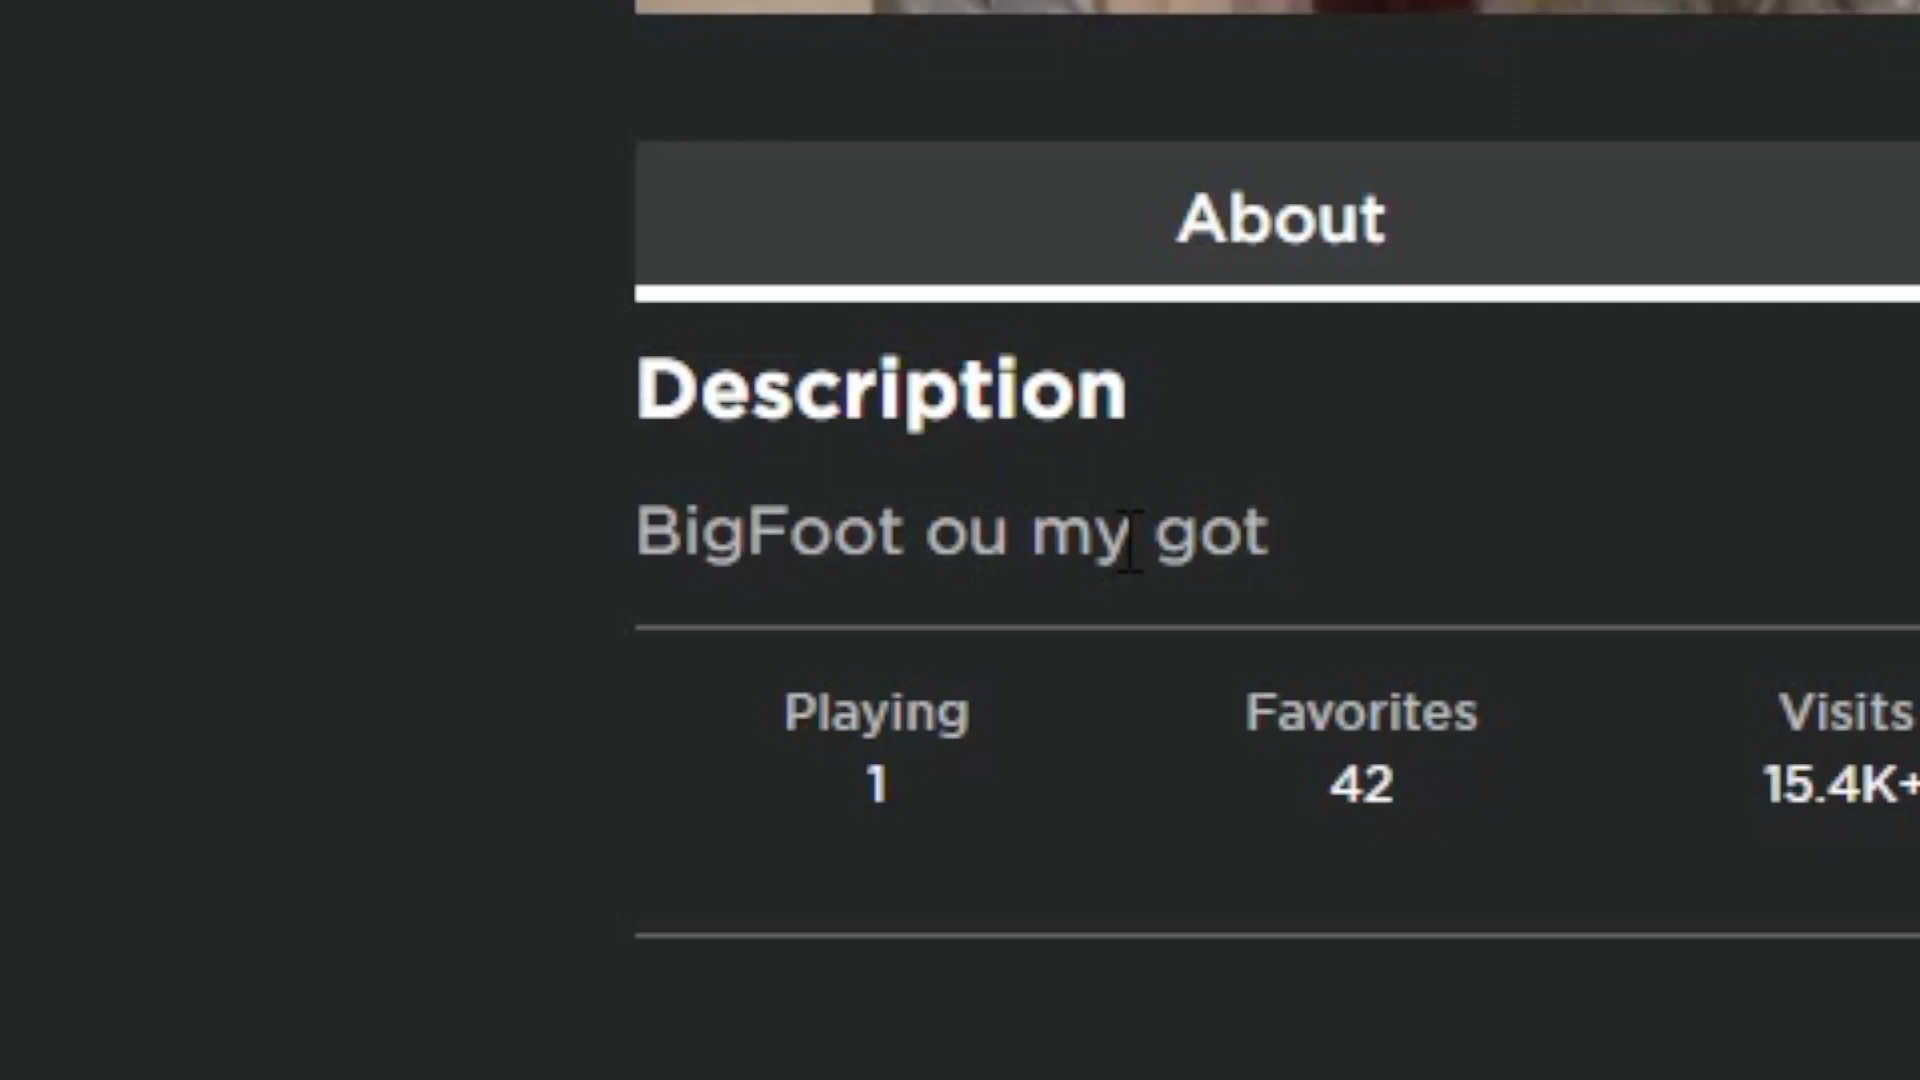 About
Description
BigFoot ou my got
Playing Favorites Visits
1 42 15.4K+